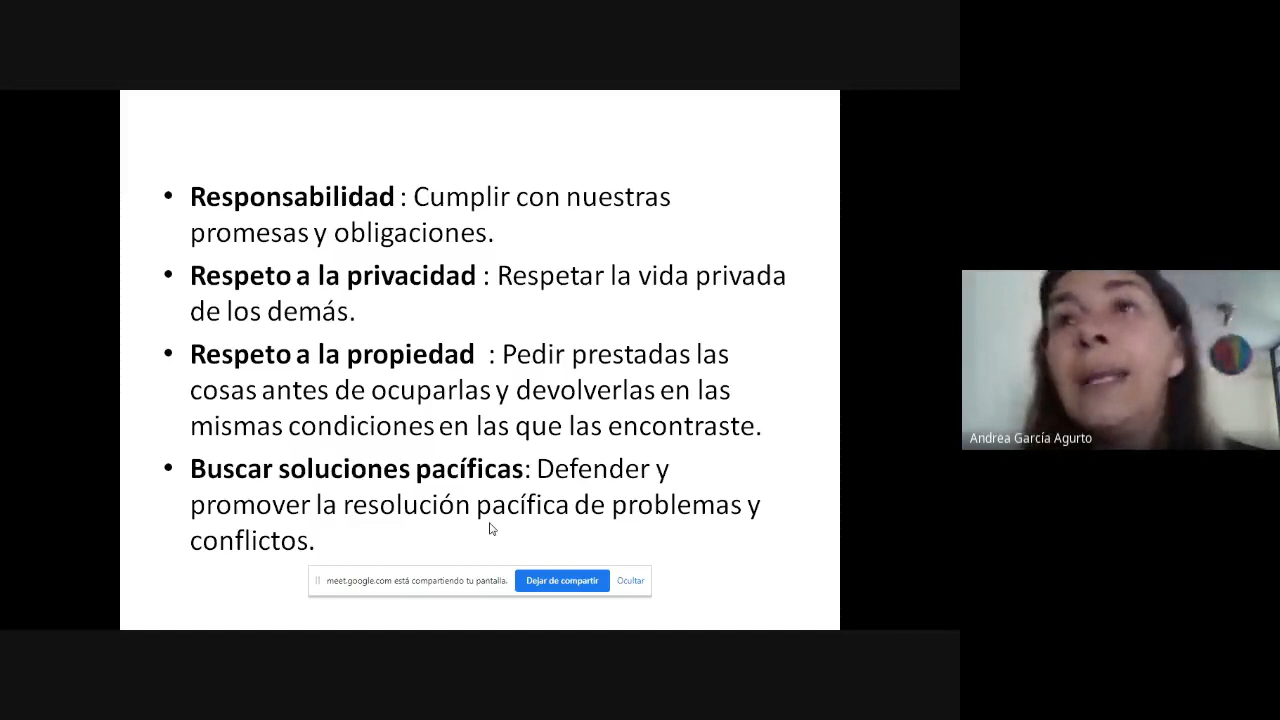 • Responsabilidad : Cumplir con nuestras
promesas y obligaciones.
• Respeto a la privacidad : Respetar la vida privada
de los demás.
• Respeto a la propiedad : Pedir prestadas las
cosas antes de ocuparlas y devolverlas en las
mismas condiciones en las que las encontraste.
• Buscar soluciones pacíficas: Defender y
promover la resolución pacífica de problemas y
conflictos.
meet.google.com está compartiendo tu pantalla. Dejar de compartir Ocultar
Andrea García Agurto